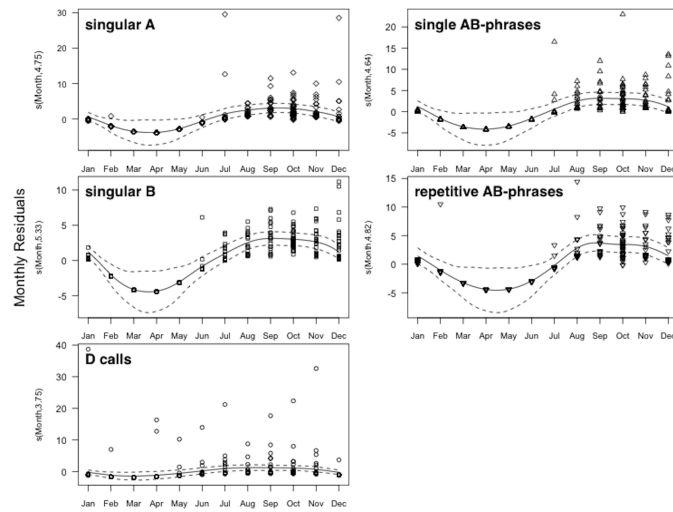 singular A
30
20
10
0
s(Month,4.75)
Jan Feb Mar Apr May Jun Jul Aug Sep Oct Nov Dec
single AB-phrases
20
15
10
5
0
-5
s(Month,4.64)
Jan Feb Mar Apr May Jun Jul Aug Sep Oct Nov Dec
Monthly Residuals
singular B
10
5
0
-5
s(Month,5.33)
Jan Feb Mar Apr May Jun Jul Aug Sep Oct Nov Dec
repetitive AB-phrases
15
10
5
0
-5
s(Month,4.82)
Jan Feb Mar Apr May Jun Jul Aug Sep Oct Nov Dec
D calls
40
30
20
10
0
s(Month,3.75)
Jan Feb Mar Apr May Jun Jul Aug Sep Oct Nov Dec